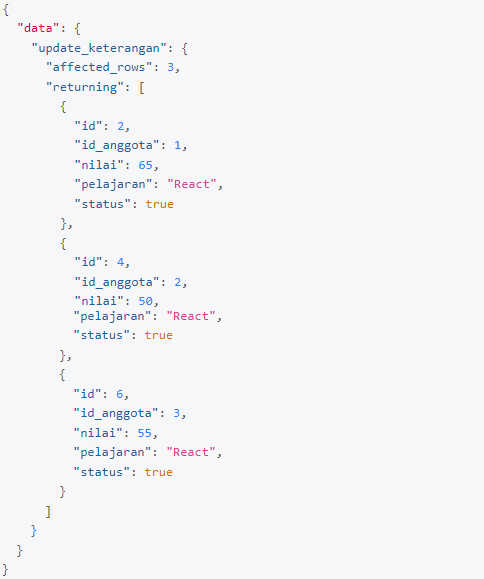 {
  "data": {
    "update_keterangan": {
      "affected_rows": 3,
      "returning": [
        {
          "id": 2,
          "id_anggota": 1,
          "nilai": 65,
          "pelajaran": "React",
          "status": true
        },
        {
          "id": 4,
          "id_anggota": 2,
          "nilai": 50,
          "pelajaran": "React",
          "status": true
        },
        {
          "id": 6,
          "id_anggota": 3,
          "nilai": 55,
          "pelajaran": "React",
          "status": true
        }
      ]
    }
  }
}